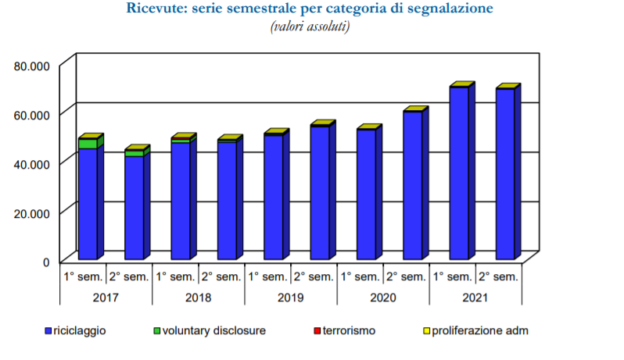 Ricevute: serie semestrale per categoria di segnalazione
(valori assoluti)
80.000
60.000
40.000
20.000
0
1° sem. 2° sem. 1° sem. 2° sem. 1° sem. 2° sem. 1° sem. 2° sem. 1° sem. 2° sem.
2017 2018 2019 2020 2021
riciclaggio voluntary disclosure terrorismo proliferazione adm